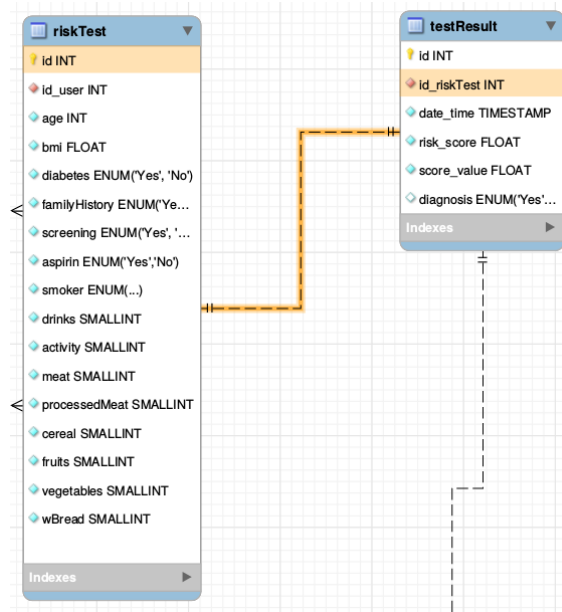 riskTest
id INT
id_user INT
age INT
bmi FLOAT
diabetes ENUM('Yes', 'No')
familyHistory ENUM('Ye...
screening ENUM('Yes', '...
aspirin ENUM('Yes','No')
smoker ENUM(...)
drinks SMALLINT
activity SMALLINT
meat SMALLINT
processedMeat SMALLINT
cereal SMALLINT
fruits SMALLINT
vegetables SMALLINT
wBread SMALLINT
Indexes
testResult
id INT
id_riskTest INT
date_time TIMESTAMP
risk_score FLOAT
score_value FLOAT
diagnosis ENUM('Yes'...
Indexes